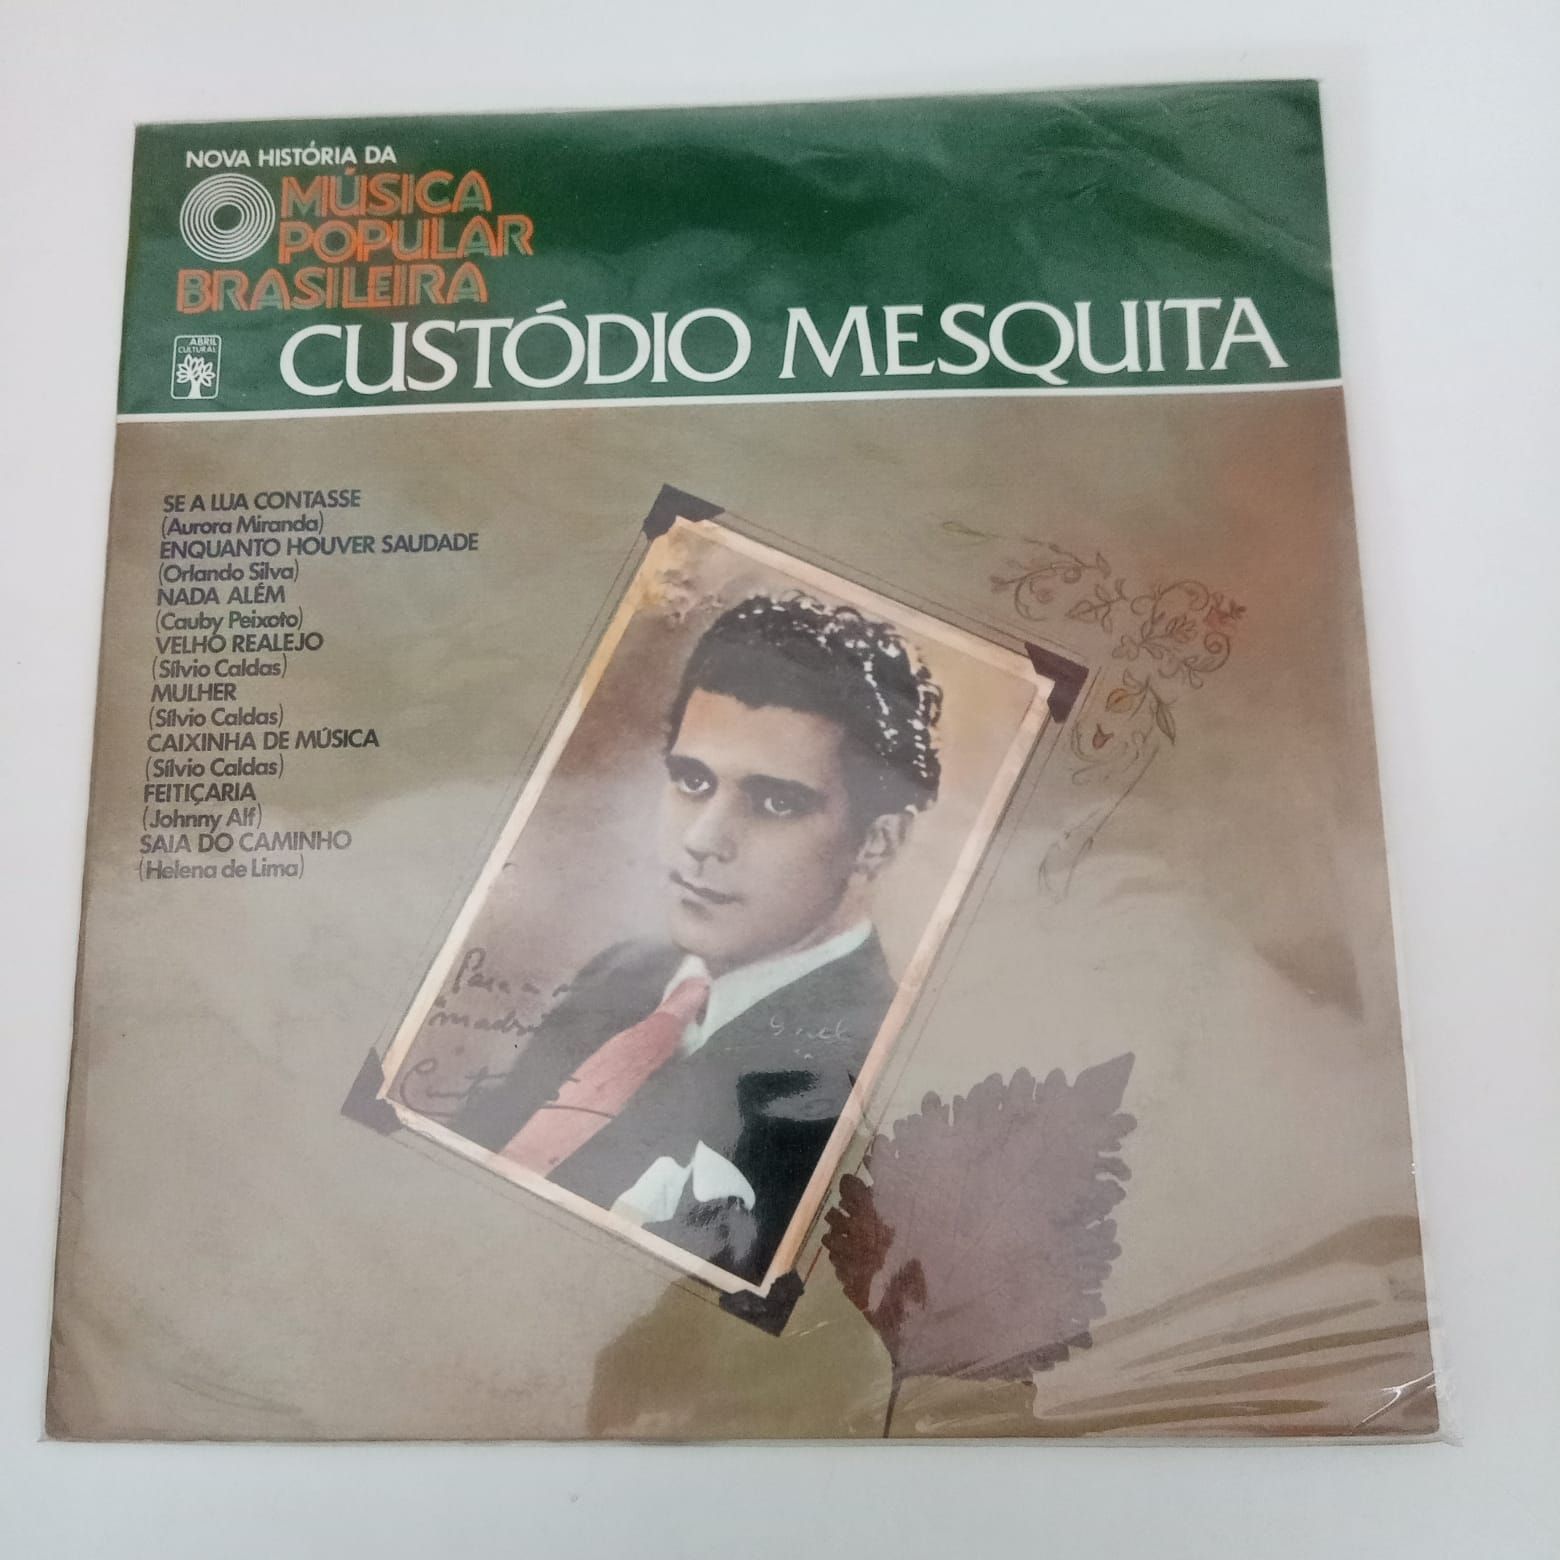 NOVA HISTÓRIA DA
MÚSICA
POPULAR
BRASILEIRA
ABRIL
CULTURAL
CUSTÓDIO MESQUITA
SE A LUA CONTASSE
(Aurora Miranda)
ENQUANTO HOUVER SAUDADE
(Orlando Silva)
NADA ALÉM
(Cauby Peixoto)
VELHO REALEJO
(Sílvio Caldas)
MULHER
(Sílvio Caldas)
CAIXINHA DE MÚSICA
(Sílvio Caldas)
FEITIÇARIA
(Johnny Alf)
SAIA DO CAMINHO
(Helena de Lima)
Para a